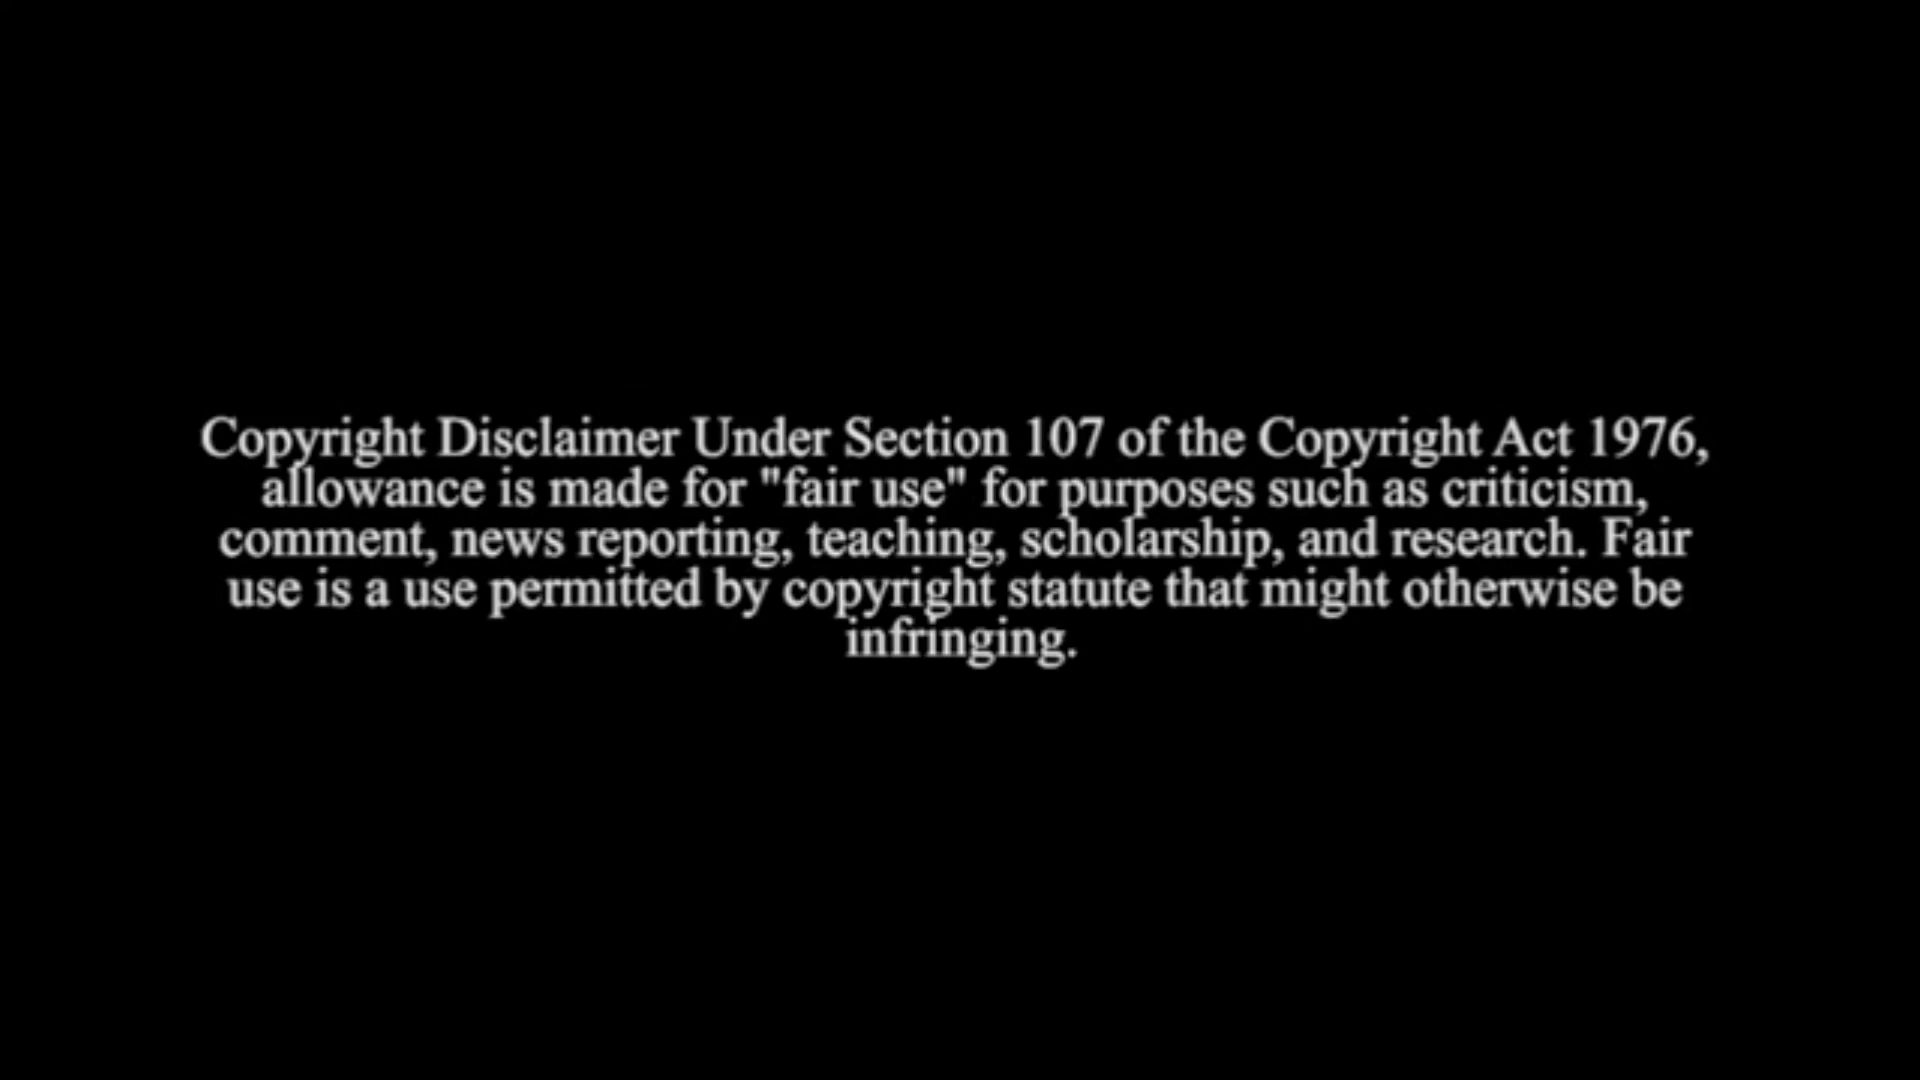 Copyright Disclaimer Under Section 107 of the Copyright Act 1976,
allowance is made for "fair use" for purposes such as criticism,
comment, news reporting, teaching, scholarship, and research. Fair
use is a use permitted by copyright statute that might otherwise be
infringing.